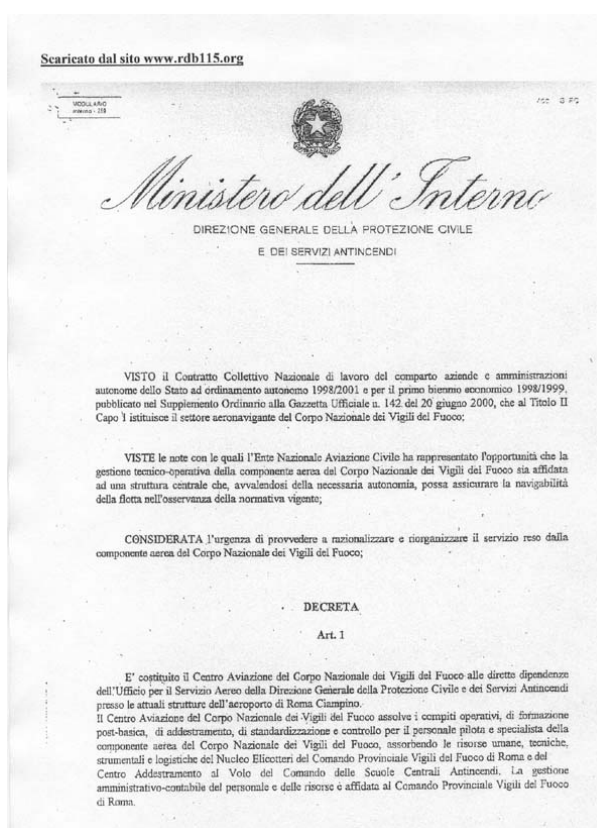 Scaricato dal sito www.rdb115.org
MODULARIO
Interno - 259
Ministero dell'Interno
DIREZIONE GENERALE DELLA PROTEZIONE CIVILE
E DEI SERVIZI ANTINCENDI
VISTO il Contratto Collettivo Nazionale di lavoro del comparto aziende e amministrazioni
autonome dello Stato ad ordinamento autonomo 1998/2001 e per il primo biennio economico 1998/1999,
pubblicato nel Supplemento Ordinario alla Gazzetta Ufficiale n. 142 del 20 giugno 2000, che al Titolo II
Capo I istituisce il settore aeronavigante del Corpo Nazionale dei Vigili del Fuoco;
VISTE le note con le quali l'Ente Nazionale Aviazione Civile ha rappresentato l'opportunità che la
gestione tecnico-operativa della componente aerea del Corpo Nazionale dei Vigili del Fuoco sia affidata
ad una struttura centrale che, avvalendosi della necessaria autonomia, possa assicurare la navigabilità
della flotta nell'osservanza della normativa vigente;
CONSIDERATA l'urgenza di provvedere a razionalizzare e riorganizzare il servizio reso dalla
componente aerea del Corpo Nazionale dei Vigili del Fuoco;
DECRETA
Art. 1
E' costituito il Centro Aviazione del Corpo Nazionale dei Vigili del Fuoco alle dirette dipendenze
dell'Ufficio per il Servizio Aereo della Direzione Generale della Protezione Civile e dei Servizi Antincendi
presso le attuali strutture dell'aeroporto di Roma Ciampino.
Il Centro Aviazione del Corpo Nazionale dei Vigili del Fuoco assolve i compiti operativi, di formazione
post-basica, di addestramento, di standardizzazione e controllo per il personale pilota e specialista della
componente aerea del Corpo Nazionale dei Vigili del Fuoco, assorbendo le risorse umane, tecniche,
strumentali e logistiche del Nucleo Elicotteri del Comando Provinciale Vigili del Fuoco di Roma e del
Centro Addestramento al Volo del Comando delle Scuole Centrali Antincendi. La gestione
amministrativo-contabile del personale e delle risorse è affidata al Comando Provinciale Vigili del Fuoco
di Roma.